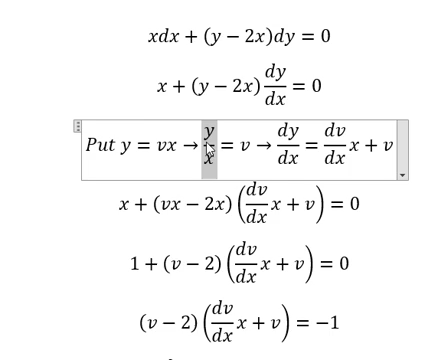 xdx + (y − 2x)dy = 0
x + (y − 2x) dy/dx = 0
Put y = vx → y/x = v → dy/dx = dv/dx x + v
x + (vx − 2x) (dv/dx x + v) = 0
1 + (v − 2) (dv/dx x + v) = 0
(v − 2) (dv/dx x + v) = −1